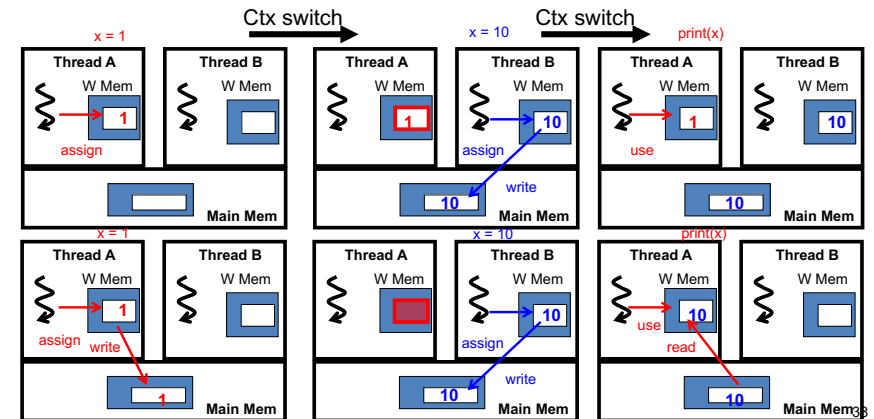 Ctx switch Ctx switch
x = 1 x = 10 print(x)
Thread A Thread B Thread A Thread B Thread A Thread B
W Mem W Mem W Mem W Mem W Mem W Mem
1 1 10 1 10
assign assign use
write
10 10
Main Mem Main Mem Main Mem
x = 1 x = 10 print(x)
Thread A Thread B Thread A Thread B Thread A Thread B
W Mem W Mem W Mem W Mem W Mem W Mem
1 10 10
assign write assign use
read
write
1 10 10
Main Mem Main Mem Main Mem
38